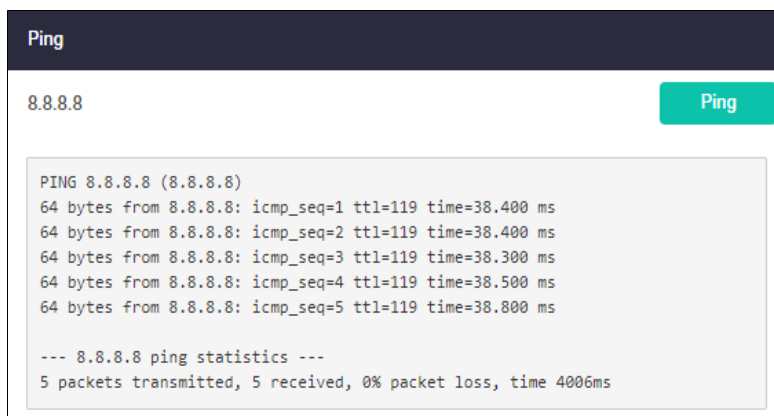 Ping
8.8.8.8
Ping
PING 8.8.8.8 (8.8.8.8)
64 bytes from 8.8.8.8: icmp_seq=1 ttl=119 time=38.400 ms
64 bytes from 8.8.8.8: icmp_seq=2 ttl=119 time=38.400 ms
64 bytes from 8.8.8.8: icmp_seq=3 ttl=119 time=38.300 ms
64 bytes from 8.8.8.8: icmp_seq=4 ttl=119 time=38.500 ms
64 bytes from 8.8.8.8: icmp_seq=5 ttl=119 time=38.800 ms
--- 8.8.8.8 ping statistics ---
5 packets transmitted, 5 received, 0% packet loss, time 4006ms